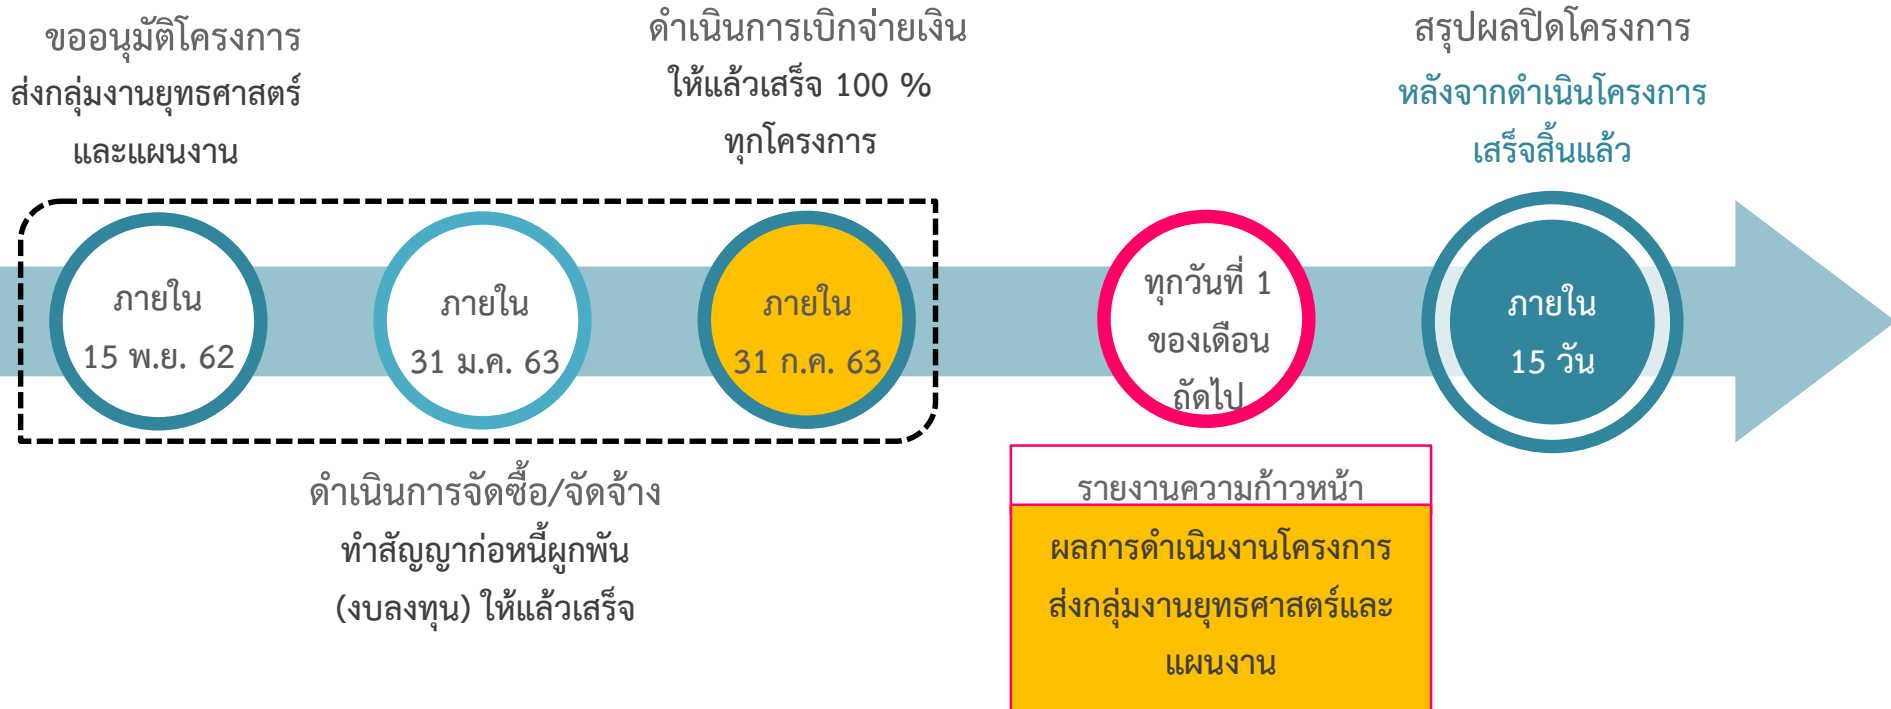 ขออนุมัติโครงการ
ส่งกลุ่มงานยุทธศาสตร์
และแผนงาน
ดำเนินการเบิกจ่ายเงิน
ให้แล้วเสร็จ 100 %
ทุกโครงการ
สรุปผลปิดโครงการ
หลังจากดำเนินโครงการ
เสร็จสิ้นแล้ว
ภายใน
15 พ.ย. 62
ภายใน
31 ม.ค. 63
ภายใน
31 ก.ค. 63
ทุกวันที่ 1
ของเดือน
ถัดไป
ภายใน
15 วัน
ดำเนินการจัดซื้อ/จัดจ้าง
ทำสัญญาก่อหนี้ผูกพัน
(งบลงทุน) ให้แล้วเสร็จ
รายงานความก้าวหน้า
ผลการดำเนินงานโครงการ
ส่งกลุ่มงานยุทธศาสตร์และ
แผนงาน